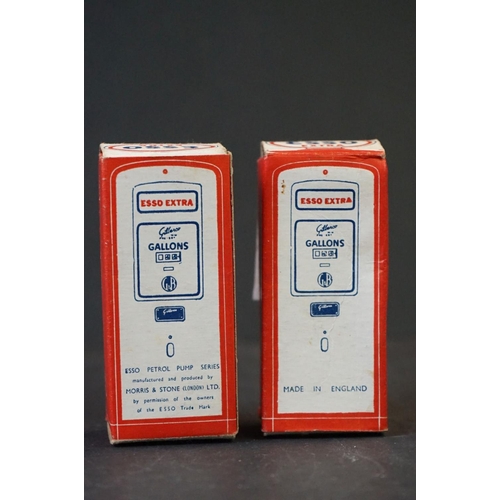 ESSO EXTRA
GALLONS
ESSO PETROL PUMP SERIES
manufactured and produced by
MORRIS & STONE (LONDON) LTD.
by permission of the owners
of the ESSO Trade Mark
ESSO EXTRA
GALLONS
MADE IN ENGLAND